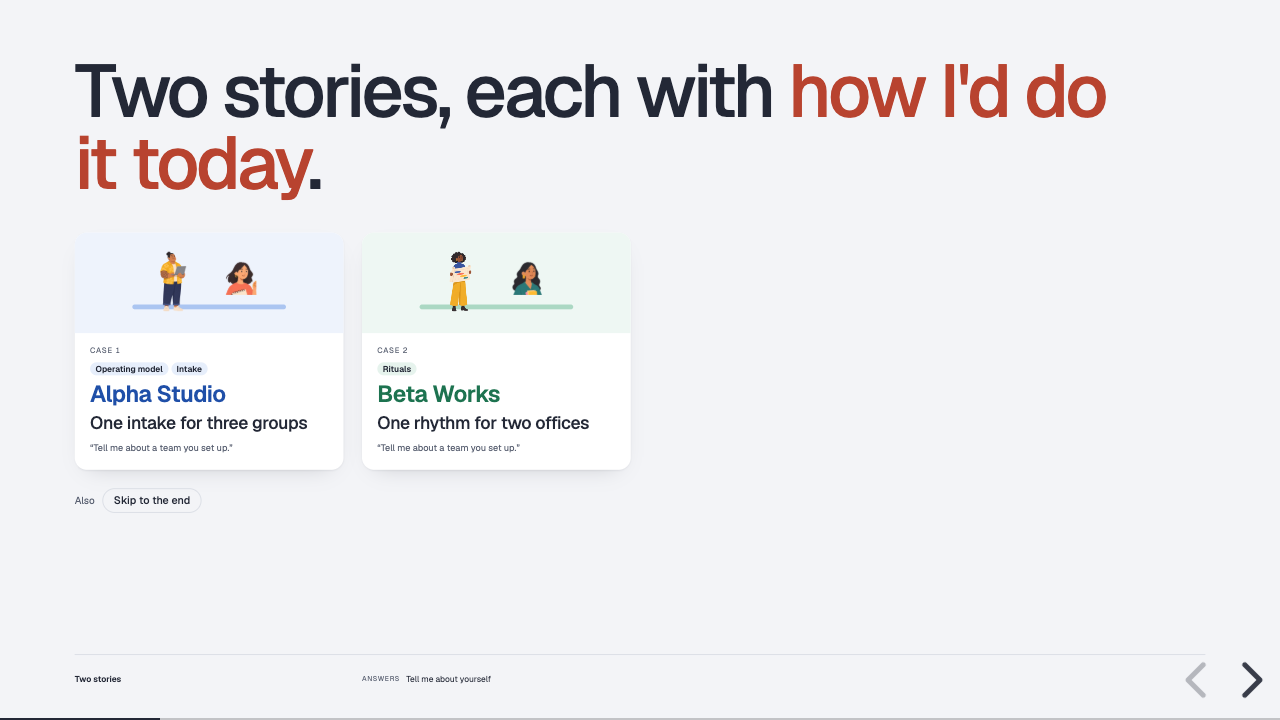 Two stories, each with how I'd do
it today.
CASE 1
Operating model Intake
Alpha Studio
One intake for three groups
“Tell me about a team you set up.”
CASE 2
Rituals
Beta Works
One rhythm for two offices
“Tell me about a team you set up.”
Also Skip to the end
Two stories
ANSWERS Tell me about yourself